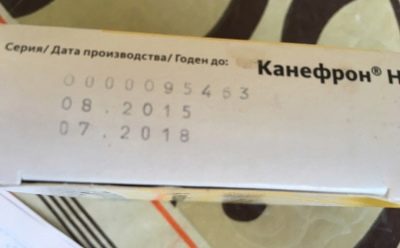 Серия/ Дата производства/ Годен до:
Канефрон® Н
0000095463
08.2015
07.2018